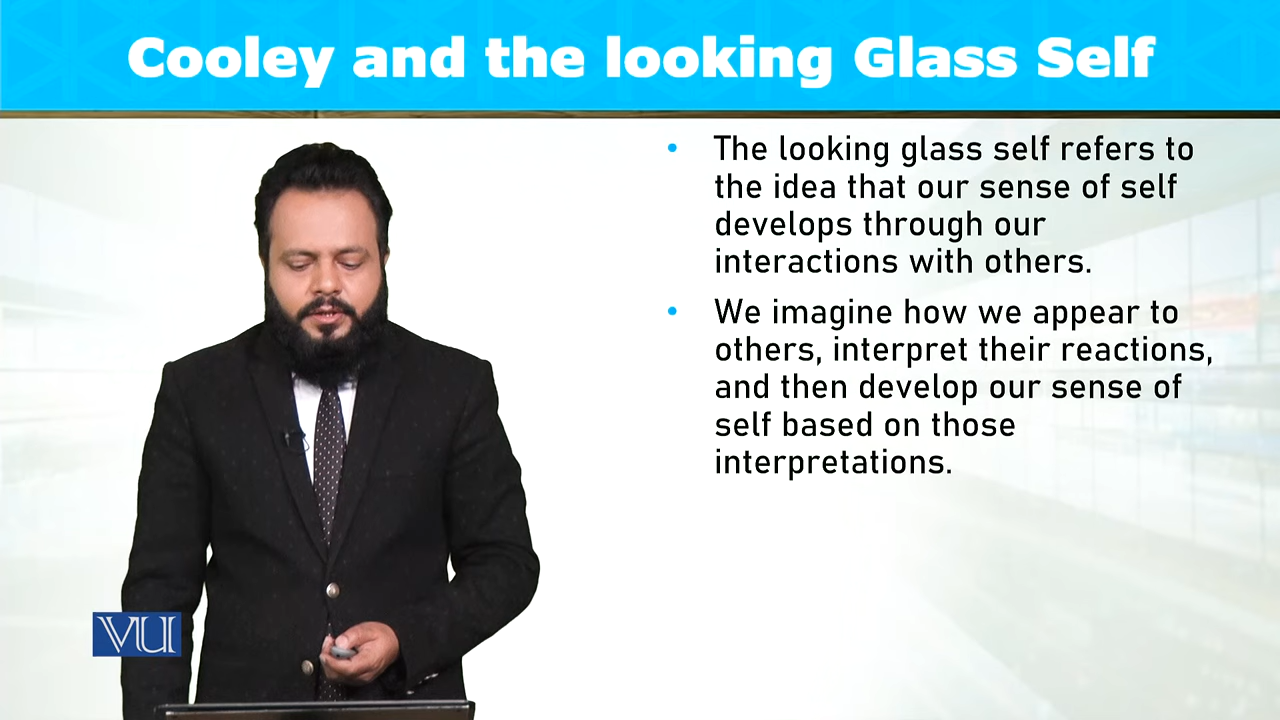 Cooley and the looking Glass Self
• The looking glass self refers to
the idea that our sense of self
develops through our
interactions with others.
• We imagine how we appear to
others, interpret their reactions,
and then develop our sense of
self based on those
interpretations.
VU